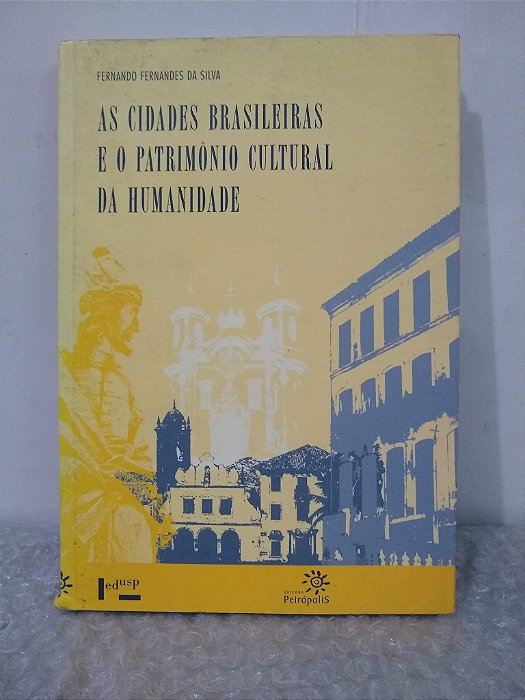 FERNANDO FERNANDES DA SILVA
AS CIDADES BRASILEIRAS
E O PATRIMÔNIO CULTURAL
DA HUMANIDADE
edusp
EDITORA
Peirópolis